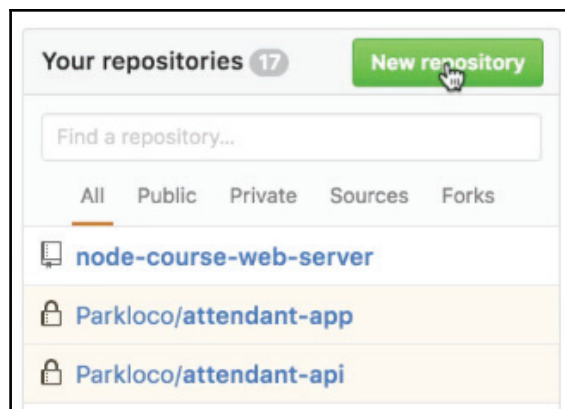 Your repositories 17 New repository
Find a repository...
All Public Private Sources Forks
node-course-web-server
Parkloco/attendant-app
Parkloco/attendant-api